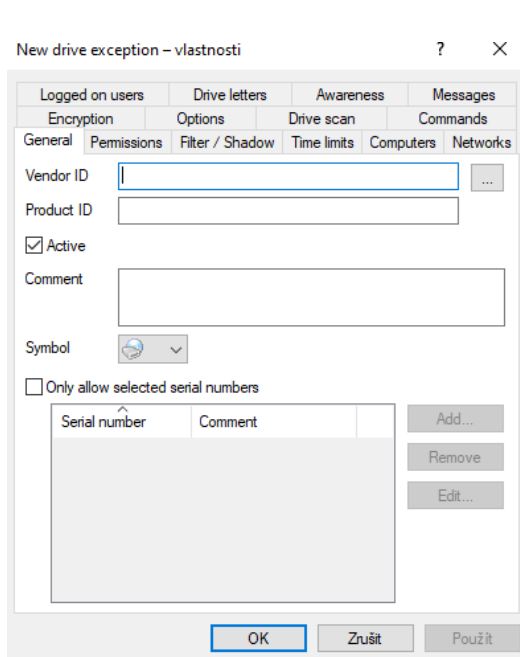 New drive exception – vlastnosti ? ✕
Logged on users Drive letters Awareness Messages
Encryption Options Drive scan Commands
General Permissions Filter / Shadow Time limits Computers Networks
Vendor ID ...
Product ID
Active
Comment
Symbol
Only allow selected serial numbers
Serial number Comment Add...
Remove
Edit...
OK Zrušit Použít